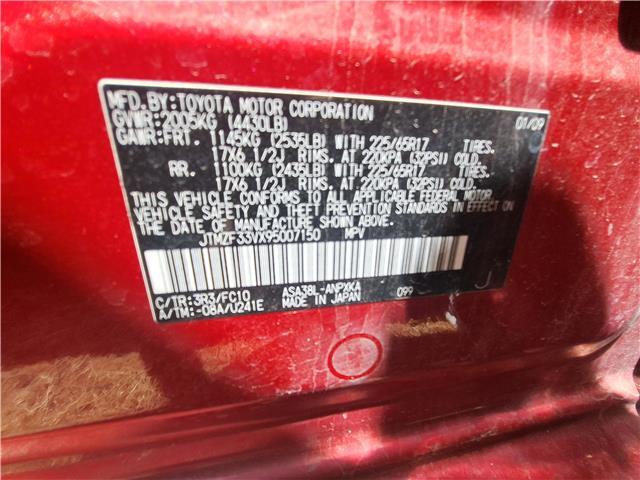 MFD.BY:TOYOTA MOTOR CORPORATION 01/09
GVWR:2005KG (4430LB)
GAWR:FRT. 1145KG (2535LB) WITH 225/65R17 TIRES.
17X6 1/2J RIMS. AT 220KPA (32PSI) COLD.
RR. 1100KG (2435LB) WITH 225/65R17 TIRES.
17X6 1/2J RIMS. AT 220KPA (32PSI) COLD.
THIS VEHICLE CONFORMS TO ALL APPLICABLE FEDERAL MOTOR
VEHICLE SAFETY AND THEFT PREVENTION STANDARDS IN EFFECT ON
THE DATE OF MANUFACTURE SHOWN ABOVE.
JTMZF33VX95007150 MPV
J
C/TR:3R3/FC10 ASA38L-ANPXKA 099
A/TM:-08A/U241E MADE IN JAPAN